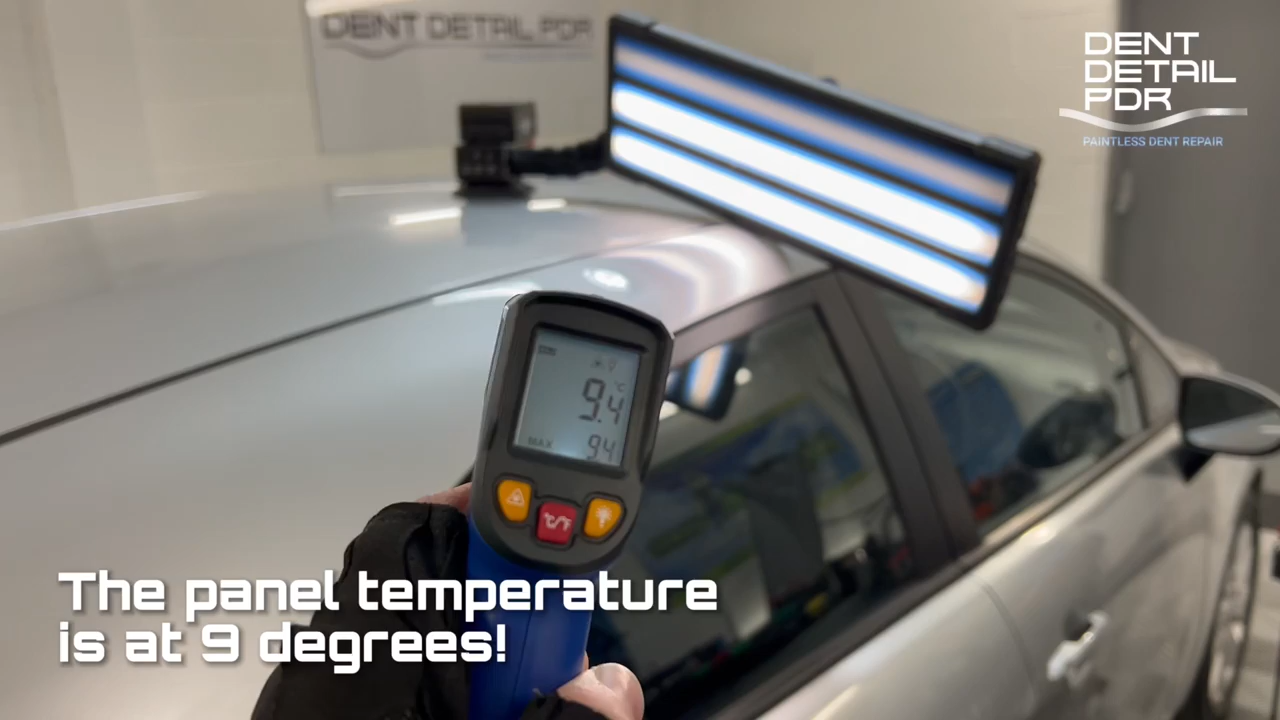 DENT DETAIL PDR
DENT
DETAIL
PDR
PAINTLESS DENT REPAIR
°C
9.4
MAX 9.4
°C/°F
The panel temperature
is at 9 degrees!